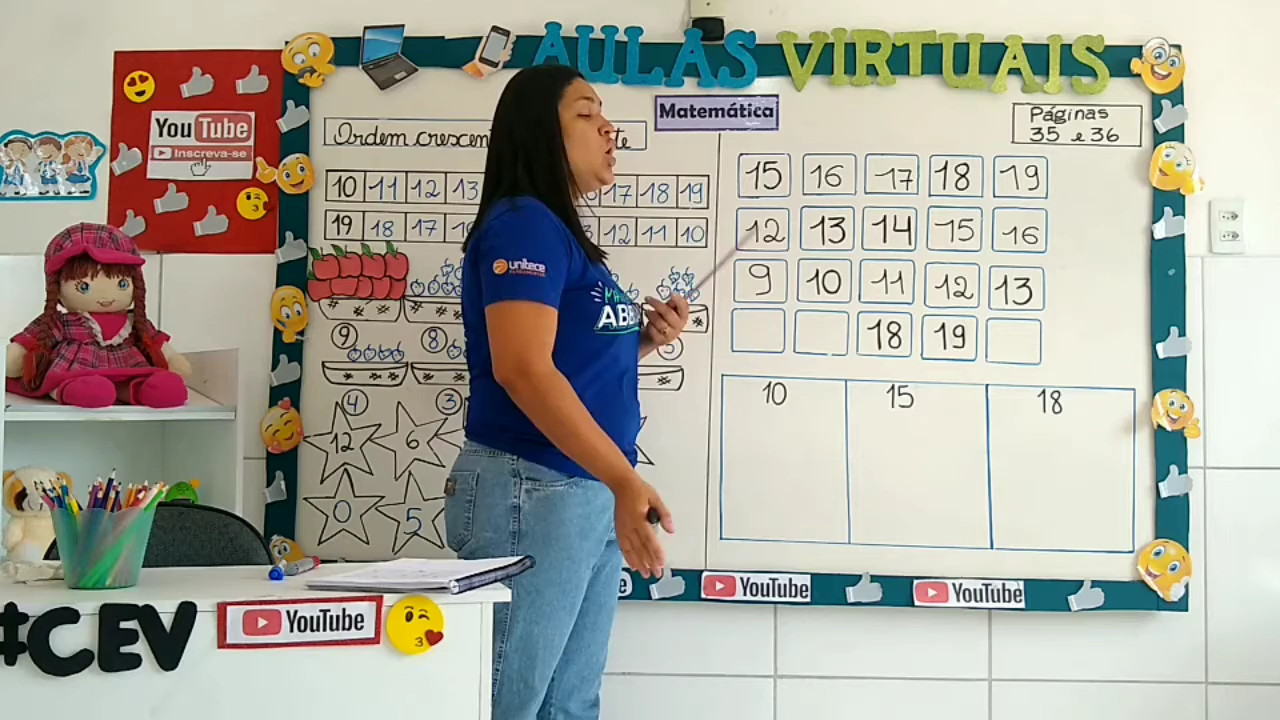 AULAS VIRTUAIS
Matemática
Páginas
35 e 36
You Tube
Inscreva-se
Ordem crescen te
10 11 12 13 17 18 19
19 18 17 12 11 10
9 8
4 3
12 6
0 5
unitece
15 16 17 18 19
12 13 14 15 16
9 10 11 12 13
18 19
10 15 18
YouTube YouTube
#CEV YouTube